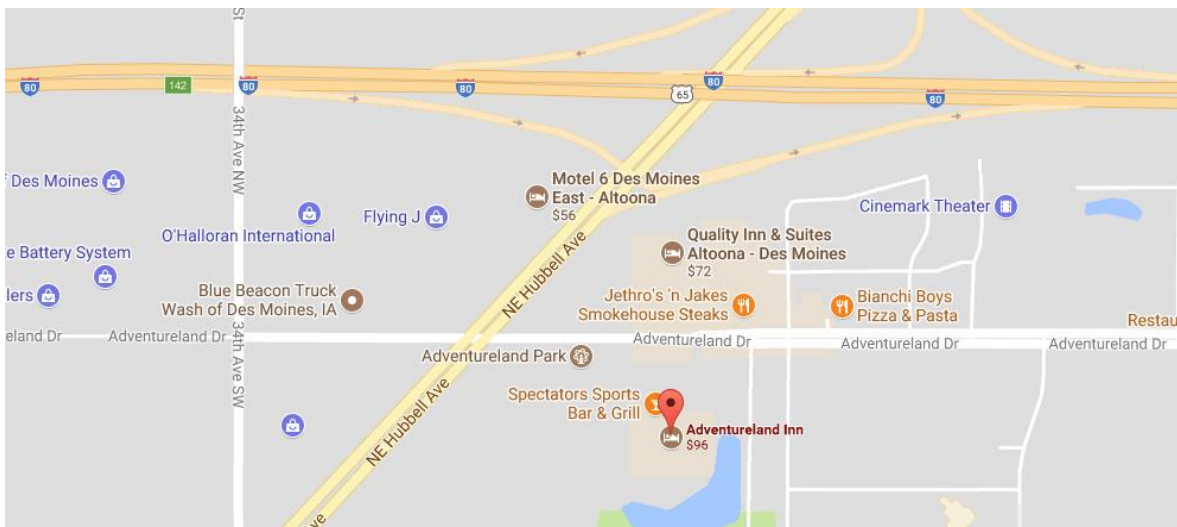 St
80
142
80
80
65
80
80
34th Ave NW
Des Moines
Motel 6 Des Moines
East - Altoona
$56
Flying J
O'Halloran International
Cinemark Theater
Quality Inn & Suites
Altoona - Des Moines
$72
Battery System
Blue Beacon Truck
Wash of Des Moines, IA
NE Hubbell Ave
Jethro's 'n Jakes
Smokehouse Steaks
Bianchi Boys
Pizza & Pasta
Adventureland Dr
Adventureland Dr
Adventureland Dr
Adventureland Dr
34th Ave SW
Adventureland Park
NE Hubbell Ave
Spectators Sports
Bar & Grill
Adventureland Inn
$96